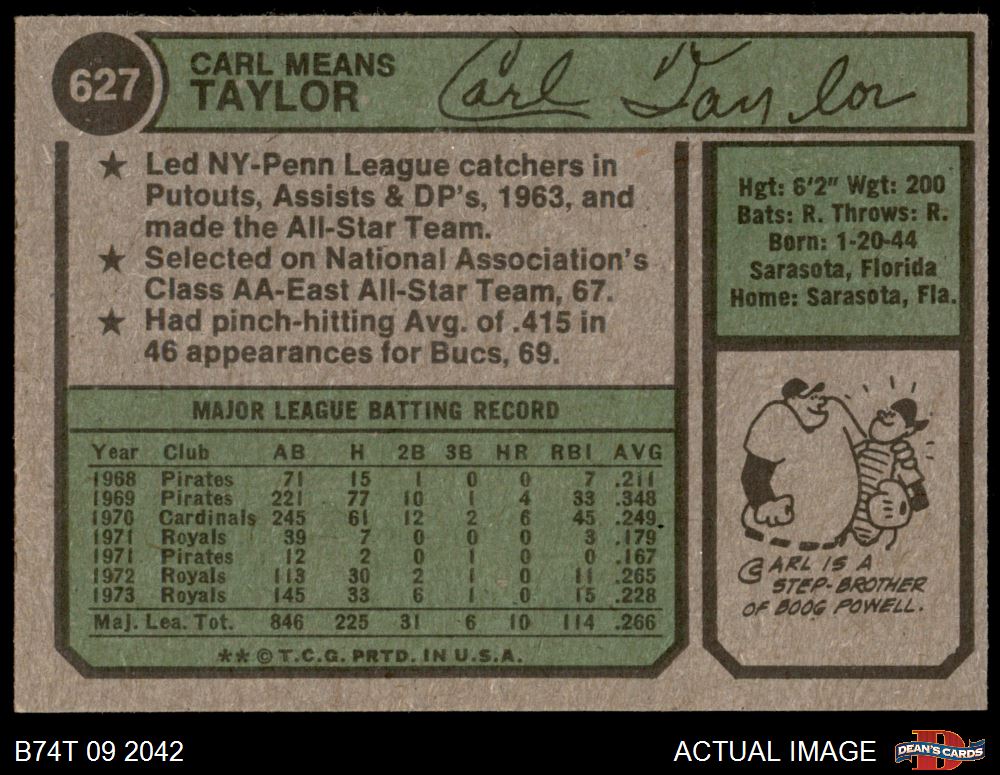 627
CARL MEANS
TAYLOR
Carl Taylor
★ Led NY-Penn League catchers in
Putouts, Assists & DP's, 1963, and
made the All-Star Team.
★ Selected on National Association's
Class AA-East All-Star Team, 67.
★ Had pinch-hitting Avg. of .415 in
46 appearances for Bucs, 69.
Hgt: 6'2" Wgt: 200
Bats: R. Throws: R.
Born: 1-20-44
Sarasota, Florida
Home: Sarasota, Fla.
MAJOR LEAGUE BATTING RECORD
Year Club AB H 2B 3B HR RBI AVG
1968 Pirates 71 15 1 0 0 7 .211
1969 Pirates 221 77 10 1 4 33 .348
1970 Cardinals 245 61 12 2 6 45 .249
1971 Royals 39 7 0 0 0 3 .179
1971 Pirates 12 2 0 1 0 0 .167
1972 Royals 113 30 2 1 0 11 .265
1973 Royals 145 33 6 1 0 15 .228
Maj. Lea. Tot. 846 225 31 6 10 114 .266
** © T.C.G. PRTD. IN U.S.A.
CARL IS A
STEP-BROTHER
OF BOOG POWELL.
B74T 09 2042
ACTUAL IMAGE
D
DEAN'S CARDS